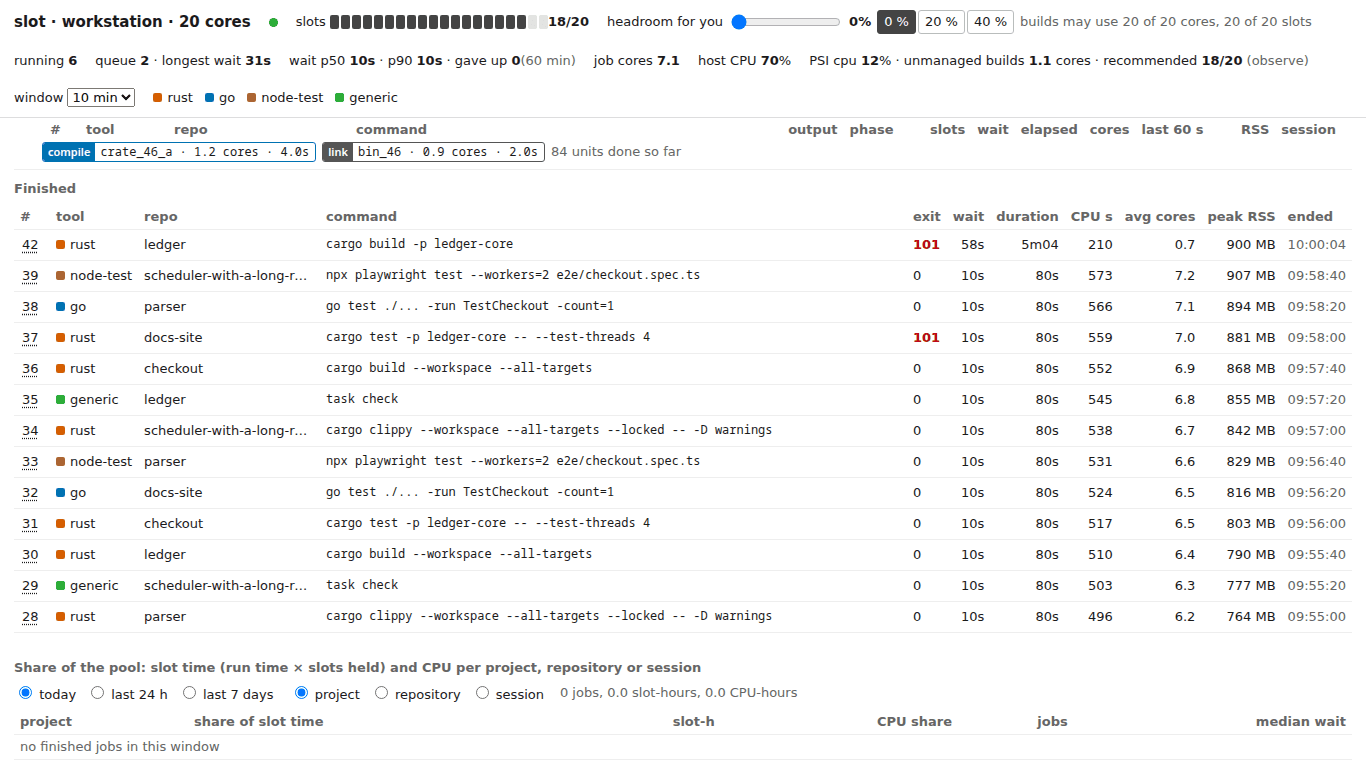 slot · workstation · 20 cores slots 18/20 headroom for you 0% 0 % 20 % 40 % builds may use 20 of 20 cores, 20 of 20 slots
running 6 queue 2 · longest wait 31s wait p50 10s · p90 10s · gave up 0(60 min) job cores 7.1 host CPU 70% PSI cpu 12% · unmanaged builds 1.1 cores · recommended 18/20 (observe)
window 10 min rust go node-test generic
# tool repo command output phase slots wait elapsed cores last 60 s RSS session
compile crate_46_a · 1.2 cores · 4.0s link bin_46 · 0.9 cores · 2.0s 84 units done so far
Finished
# tool repo command exit wait duration CPU s avg cores peak RSS ended
42 rust ledger cargo build -p ledger-core 101 58s 5m04 210 0.7 900 MB 10:00:04
39 node-test scheduler-with-a-long-r… npx playwright test --workers=2 e2e/checkout.spec.ts 0 10s 80s 573 7.2 907 MB 09:58:40
38 go parser go test ./... -run TestCheckout -count=1 0 10s 80s 566 7.1 894 MB 09:58:20
37 rust docs-site cargo test -p ledger-core -- --test-threads 4 101 10s 80s 559 7.0 881 MB 09:58:00
36 rust checkout cargo build --workspace --all-targets 0 10s 80s 552 6.9 868 MB 09:57:40
35 generic ledger task check 0 10s 80s 545 6.8 855 MB 09:57:20
34 rust scheduler-with-a-long-r… cargo clippy --workspace --all-targets --locked -- -D warnings 0 10s 80s 538 6.7 842 MB 09:57:00
33 node-test parser npx playwright test --workers=2 e2e/checkout.spec.ts 0 10s 80s 531 6.6 829 MB 09:56:40
32 go docs-site go test ./... -run TestCheckout -count=1 0 10s 80s 524 6.5 816 MB 09:56:20
31 rust checkout cargo test -p ledger-core -- --test-threads 4 0 10s 80s 517 6.5 803 MB 09:56:00
30 rust ledger cargo build --workspace --all-targets 0 10s 80s 510 6.4 790 MB 09:55:40
29 generic scheduler-with-a-long-r… task check 0 10s 80s 503 6.3 777 MB 09:55:20
28 rust parser cargo clippy --workspace --all-targets --locked -- -D warnings 0 10s 80s 496 6.2 764 MB 09:55:00
Share of the pool: slot time (run time × slots held) and CPU per project, repository or session
today last 24 h last 7 days project repository session 0 jobs, 0.0 slot-hours, 0.0 CPU-hours
project share of slot time slot-h CPU share jobs median wait
no finished jobs in this window